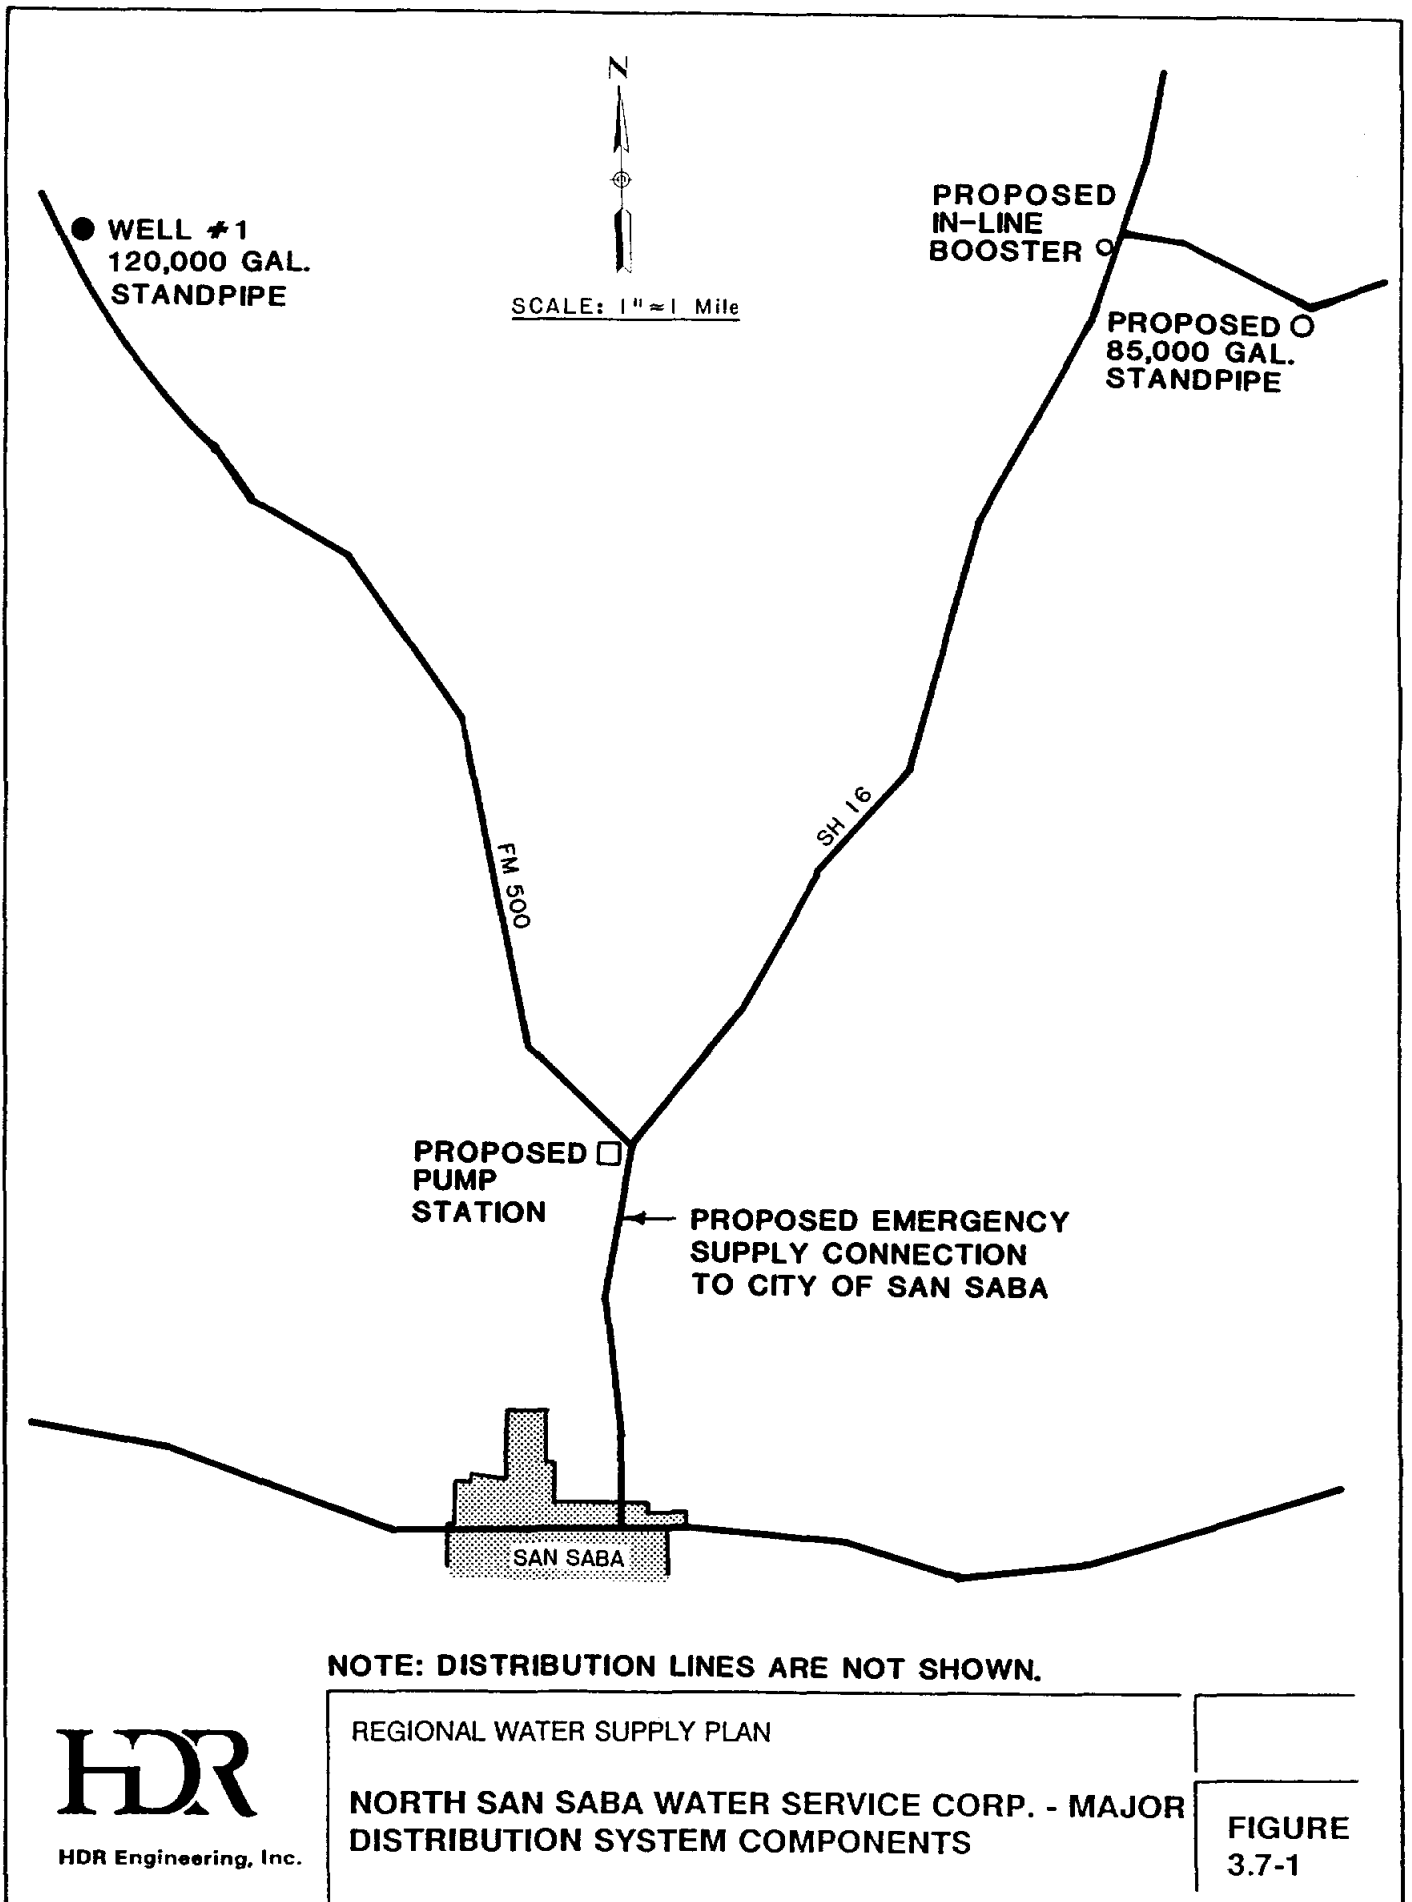 N
WELL #1
120,000 GAL.
STANDPIPE
SCALE: 1"≈1 Mile
PROPOSED
IN-LINE
BOOSTER
PROPOSED
85,000 GAL.
STANDPIPE
SH 16
FM 500
PROPOSED
PUMP
STATION
PROPOSED EMERGENCY
SUPPLY CONNECTION
TO CITY OF SAN SABA
SAN SABA
NOTE: DISTRIBUTION LINES ARE NOT SHOWN.
HDR
HDR Engineering, Inc.
REGIONAL WATER SUPPLY PLAN
NORTH SAN SABA WATER SERVICE CORP. - MAJOR
DISTRIBUTION SYSTEM COMPONENTS
FIGURE
3.7-1